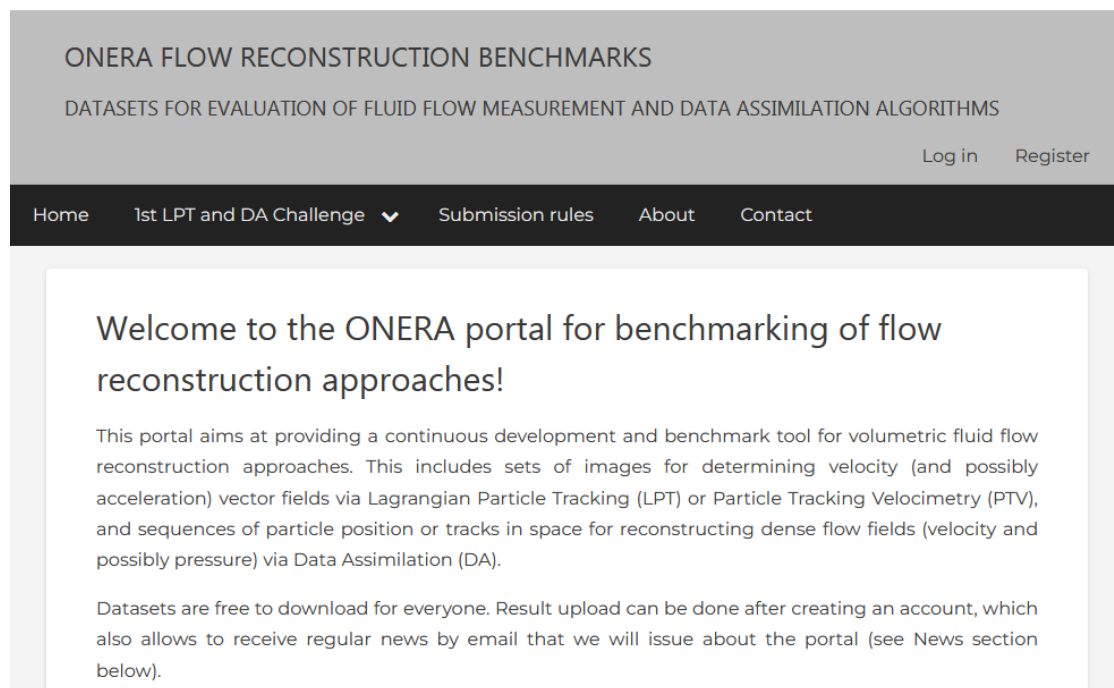 ONERA FLOW RECONSTRUCTION BENCHMARKS
DATASETS FOR EVALUATION OF FLUID FLOW MEASUREMENT AND DATA ASSIMILATION ALGORITHMS
Log in Register
Home 1st LPT and DA Challenge Submission rules About Contact
Welcome to the ONERA portal for benchmarking of flow
reconstruction approaches!
This portal aims at providing a continuous development and benchmark tool for volumetric fluid flow
reconstruction approaches. This includes sets of images for determining velocity (and possibly
acceleration) vector fields via Lagrangian Particle Tracking (LPT) or Particle Tracking Velocimetry (PTV),
and sequences of particle position or tracks in space for reconstructing dense flow fields (velocity and
possibly pressure) via Data Assimilation (DA).
Datasets are free to download for everyone. Result upload can be done after creating an account, which
also allows to receive regular news by email that we will issue about the portal (see News section
below).